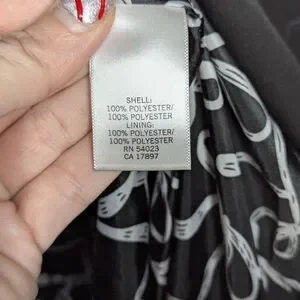 SHELL:
100% POLYESTER/
100% POLYESTER
LINING:
100% POLYESTER/
100% POLYESTER
RN 54023
CA 17897